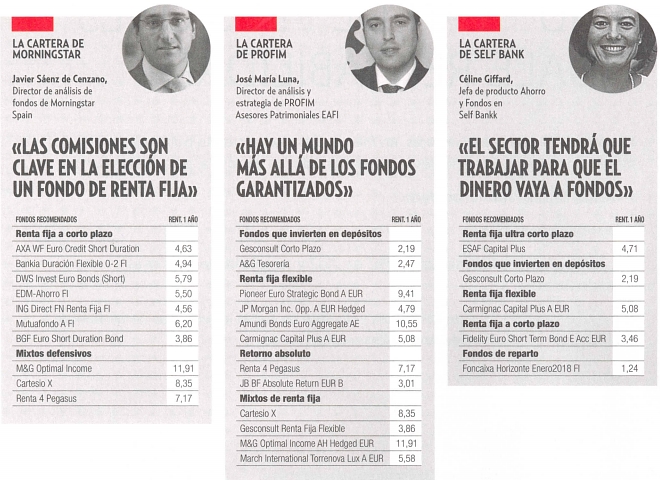 LA CARTERA DE
MORNINGSTAR
Javier Sáenz de Cenzano,
Director de análisis de
fondos de Morningstar
Spain
«LAS COMISIONES SON
CLAVE EN LA ELECCIÓN DE
UN FONDO DE RENTA FIJA»
FONDOS RECOMENDADOS RENT. 1 AÑO
Renta fija a corto plazo
AXA WF Euro Credit Short Duration 4,63
Bankia Duración Flexible 0-2 FI 4,94
DWS Invest Euro Bonds (Short) 5,79
EDM-Ahorro FI 5,50
ING Direct FN Renta Fija FI 4,56
Mutuafondo A FI 6,20
BGF Euro Short Duration Bond 3,86
Mixtos defensivos
M&G Optimal Income 11,91
Cartesio X 8,35
Renta 4 Pegasus 7,17
LA CARTERA
DE PROFIM
José María Luna,
Director de análisis y
estrategia de PROFIM
Asesores Patrimoniales EAFI
«HAY UN MUNDO
MÁS ALLÁ DE LOS FONDOS
GARANTIZADOS»
FONDOS RECOMENDADOS RENT. 1 AÑO
Fondos que invierten en depósitos
Gesconsult Corto Plazo 2,19
A&G Tesorería 2,47
Renta fija flexible
Pioneer Euro Strategic Bond A EUR 9,41
JP Morgan Inc. Opp. A EUR Hedged 4,79
Amundi Bonds Euro Aggregate AE 10,55
Carmignac Capital Plus A EUR 5,08
Retorno absoluto
Renta 4 Pegasus 7,17
JB BF Absolute Return EUR B 3,01
Mixtos de renta fija
Cartesio X 8,35
Gesconsult Renta Fija Flexible 3,86
M&G Optimal Income AH Hedged EUR 11,91
March International Torrenova Lux A EUR 5,58
LA CARTERA
DE SELF BANK
Céline Giffard,
Jefa de producto Ahorro
y Fondos en
Self Bankk
«EL SECTOR TENDRÁ QUE
TRABAJAR PARA QUE EL
DINERO VAYA A FONDOS»
FONDOS RECOMENDADOS RENT. 1 AÑO
Renta fija ultra corto plazo
ESAF Capital Plus 4,71
Fondos que invierten en depósitos
Gesconsult Corto Plazo 2,19
Renta fija flexible
Carmignac Capital Plus A EUR 5,08
Renta fija a corto plazo
Fidelity Euro Short Term Bond E Acc EUR 3,46
Fondos de reparto
Foncaixa Horizonte Enero2018 FI 1,24